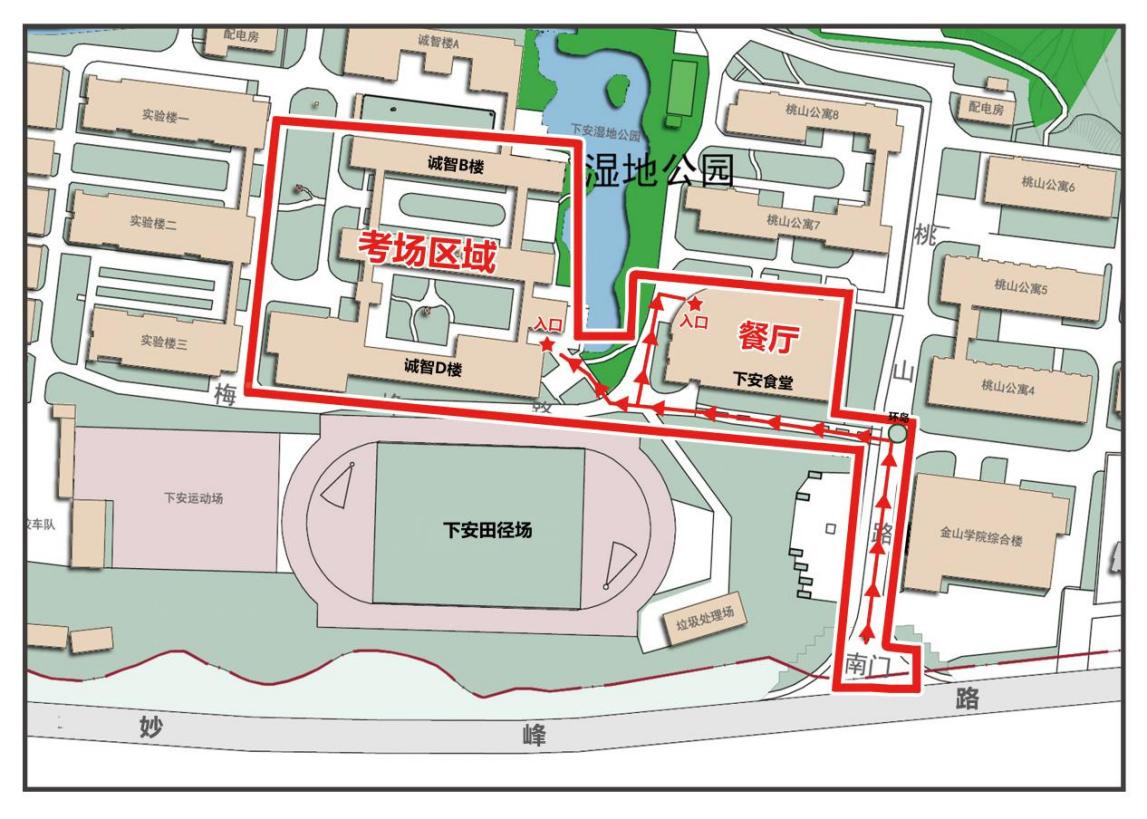 配电房
诚智楼A
实验楼一
下安湿地公园
湿地公园
桃山公寓8
配电房
诚智B楼
桃山公寓6
实验楼二
桃山公寓7
桃
考场区域
桃山公寓5
入口
入口
餐厅
实验楼三
诚智D楼
下安食堂
山
桃山公寓4
梅
环岛
下安运动场
车队
下安田径场
路
金山学院综合楼
垃圾处理场
南门
妙
峰
路